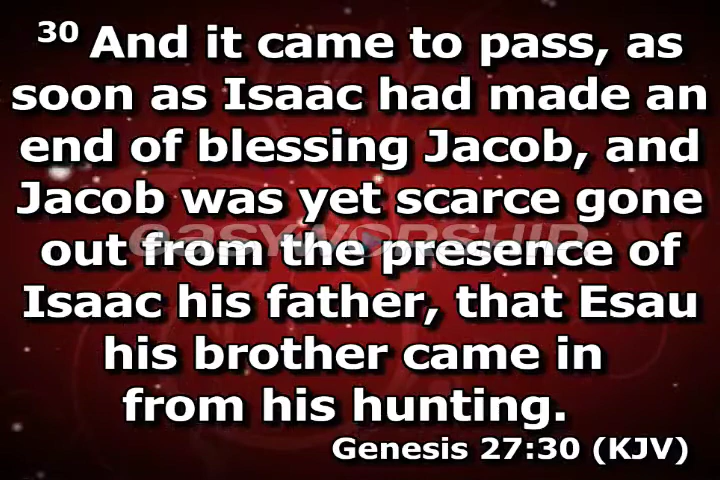 30 And it came to pass, as
soon as Isaac had made an
end of blessing Jacob, and
Jacob was yet scarce gone
out from the presence of
easyworship
Isaac his father, that Esau
his brother came in
from his hunting.
Genesis 27:30 (KJV)